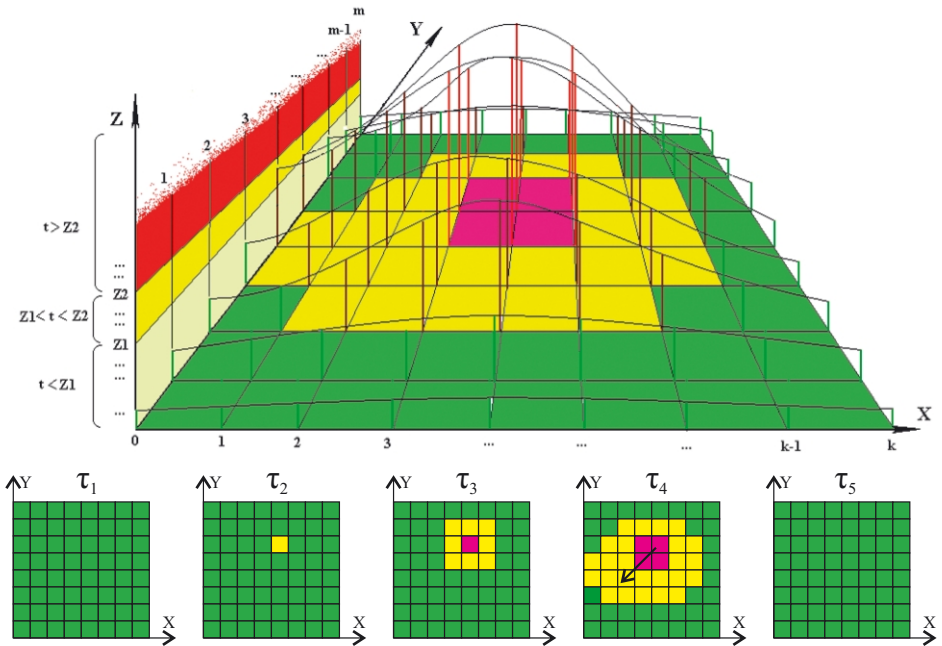 m
m-1
Y
...
...
...
3
Z
2
1
t > Z2
...
...
Z2
...
...
Z1< t < Z2
Z1
...
...
t < Z1
...
X
0 1 2 3 ... ... ... k-1 k
Y τ1 Y τ2 Y τ3 Y τ4 Y τ5
X X X X X